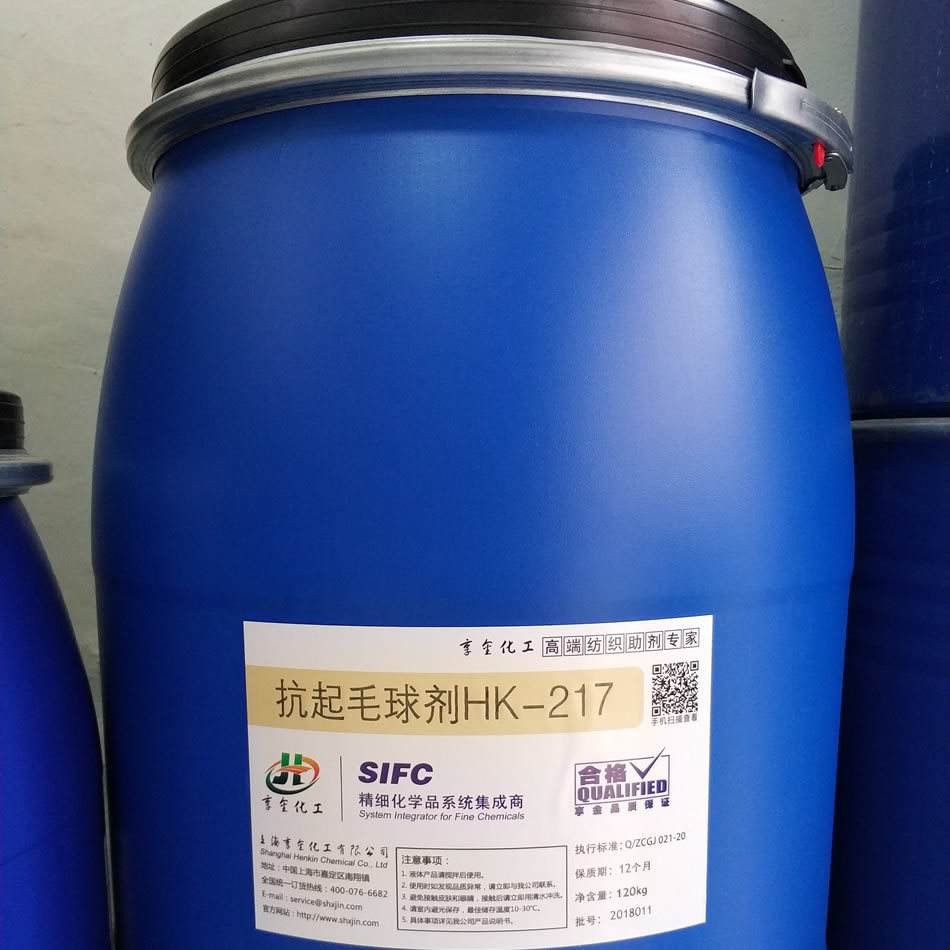 享金化工 高端纺织助剂专家
抗起毛球剂HK-217
手机扫描查看
享金化工
SIFC
精细化学品系统集成商
System Integrator for Fine Chemicals
合格
QUALIFIED
享金品质保证
上海享金化工有限公司
Shanghai Henkin Chemical Co., Ltd
地址：中国上海市嘉定区南翔镇
全国统一订货热线：400-076-6682
E-mail：service@shxjin.com
官方网站：http://www.shxjin.com
注意事项：
1. 液体产品请搅拌后使用。
2. 使用时如发现品质异常，请立即与我公司联系。
3. 避免接触皮肤和眼睛，接触后请立即用清水冲洗。
4. 请室内避光保存，最佳储存温度10-30℃。
5. 具体事项详见我公司产品说明书。
执行标准：Q/ZCGJ 021-20
保质期：12个月
净含量：120kg
批号：2018011